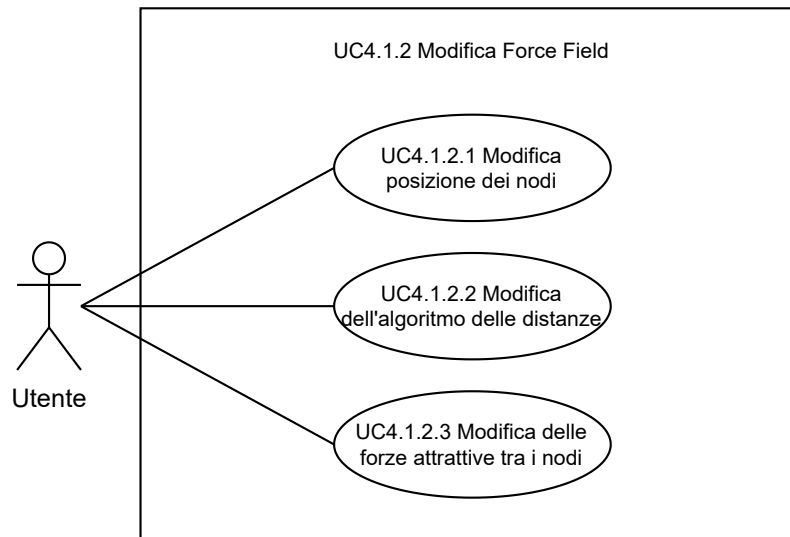 UC4.1.2 Modifica Force Field
UC4.1.2.1 Modifica
posizione dei nodi
UC4.1.2.2 Modifica
dell'algoritmo delle distanze
UC4.1.2.3 Modifica delle
forze attrattive tra i nodi
Utente